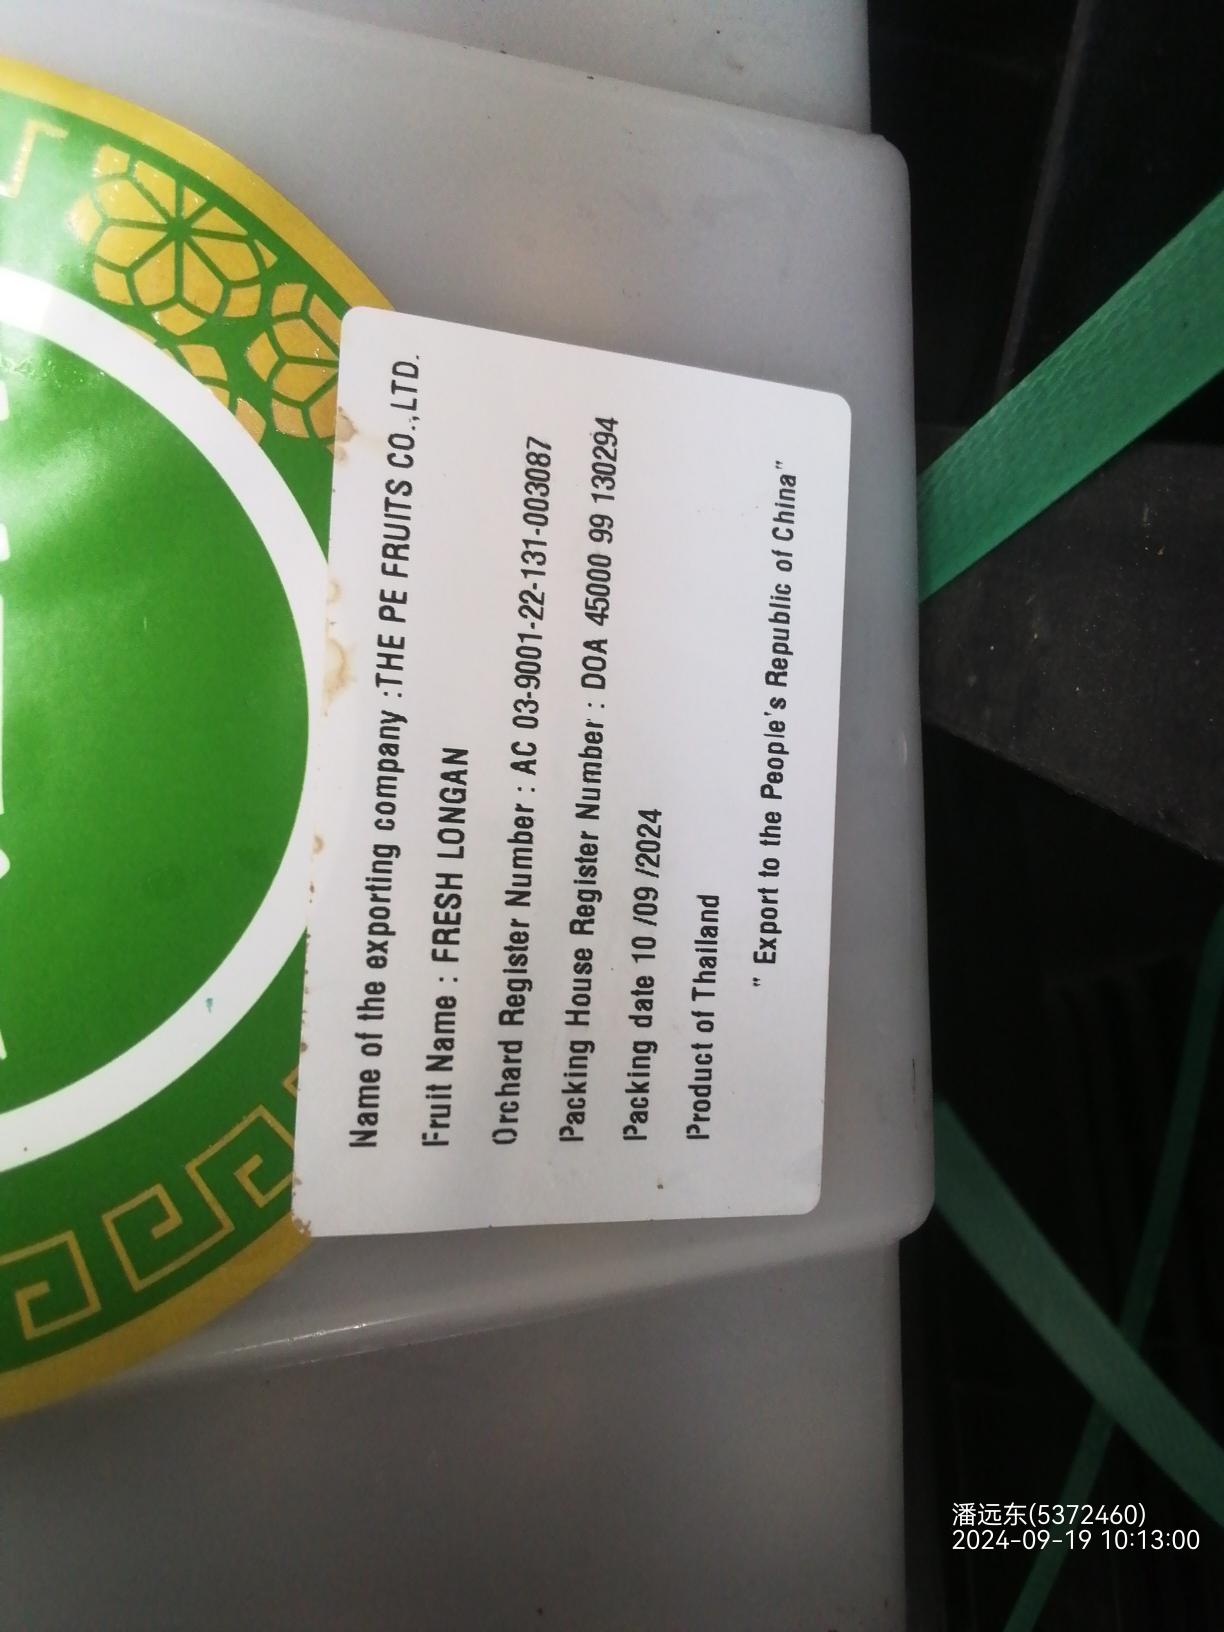 Name of the exporting company :THE PE FRUITS CO.,LTD.
Fruit Name : FRESH LONGAN
Orchard Register Number : AC 03-9001-22-131-003087
Packing House Register Number : DOA 45000 99 130294
Packing date 10 /09 /2024
Product of Thailand
" Export to the People's Republic of China"
潘远东(5372460)
2024-09-19 10:13:00